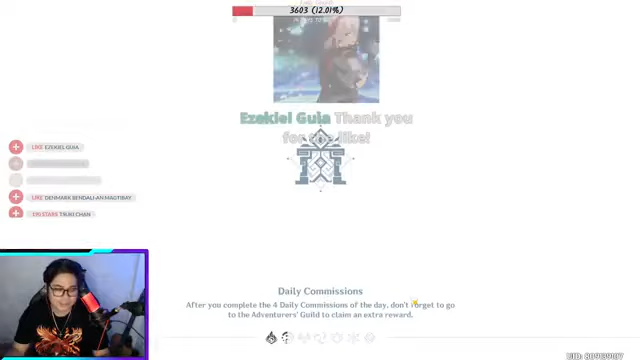 3603 (12.01%)
Ezekiel Guia Thank you
for the like!
LIKE EZEKIEL GUIA
LIKE DENMARK BENDALI-AN MAGTIBAY
STARS TSUKI CHAN
Daily Commissions
After you complete the 4 Daily Commissions of the day, don't forget to go
to the Adventurers' Guild to claim an extra reward.